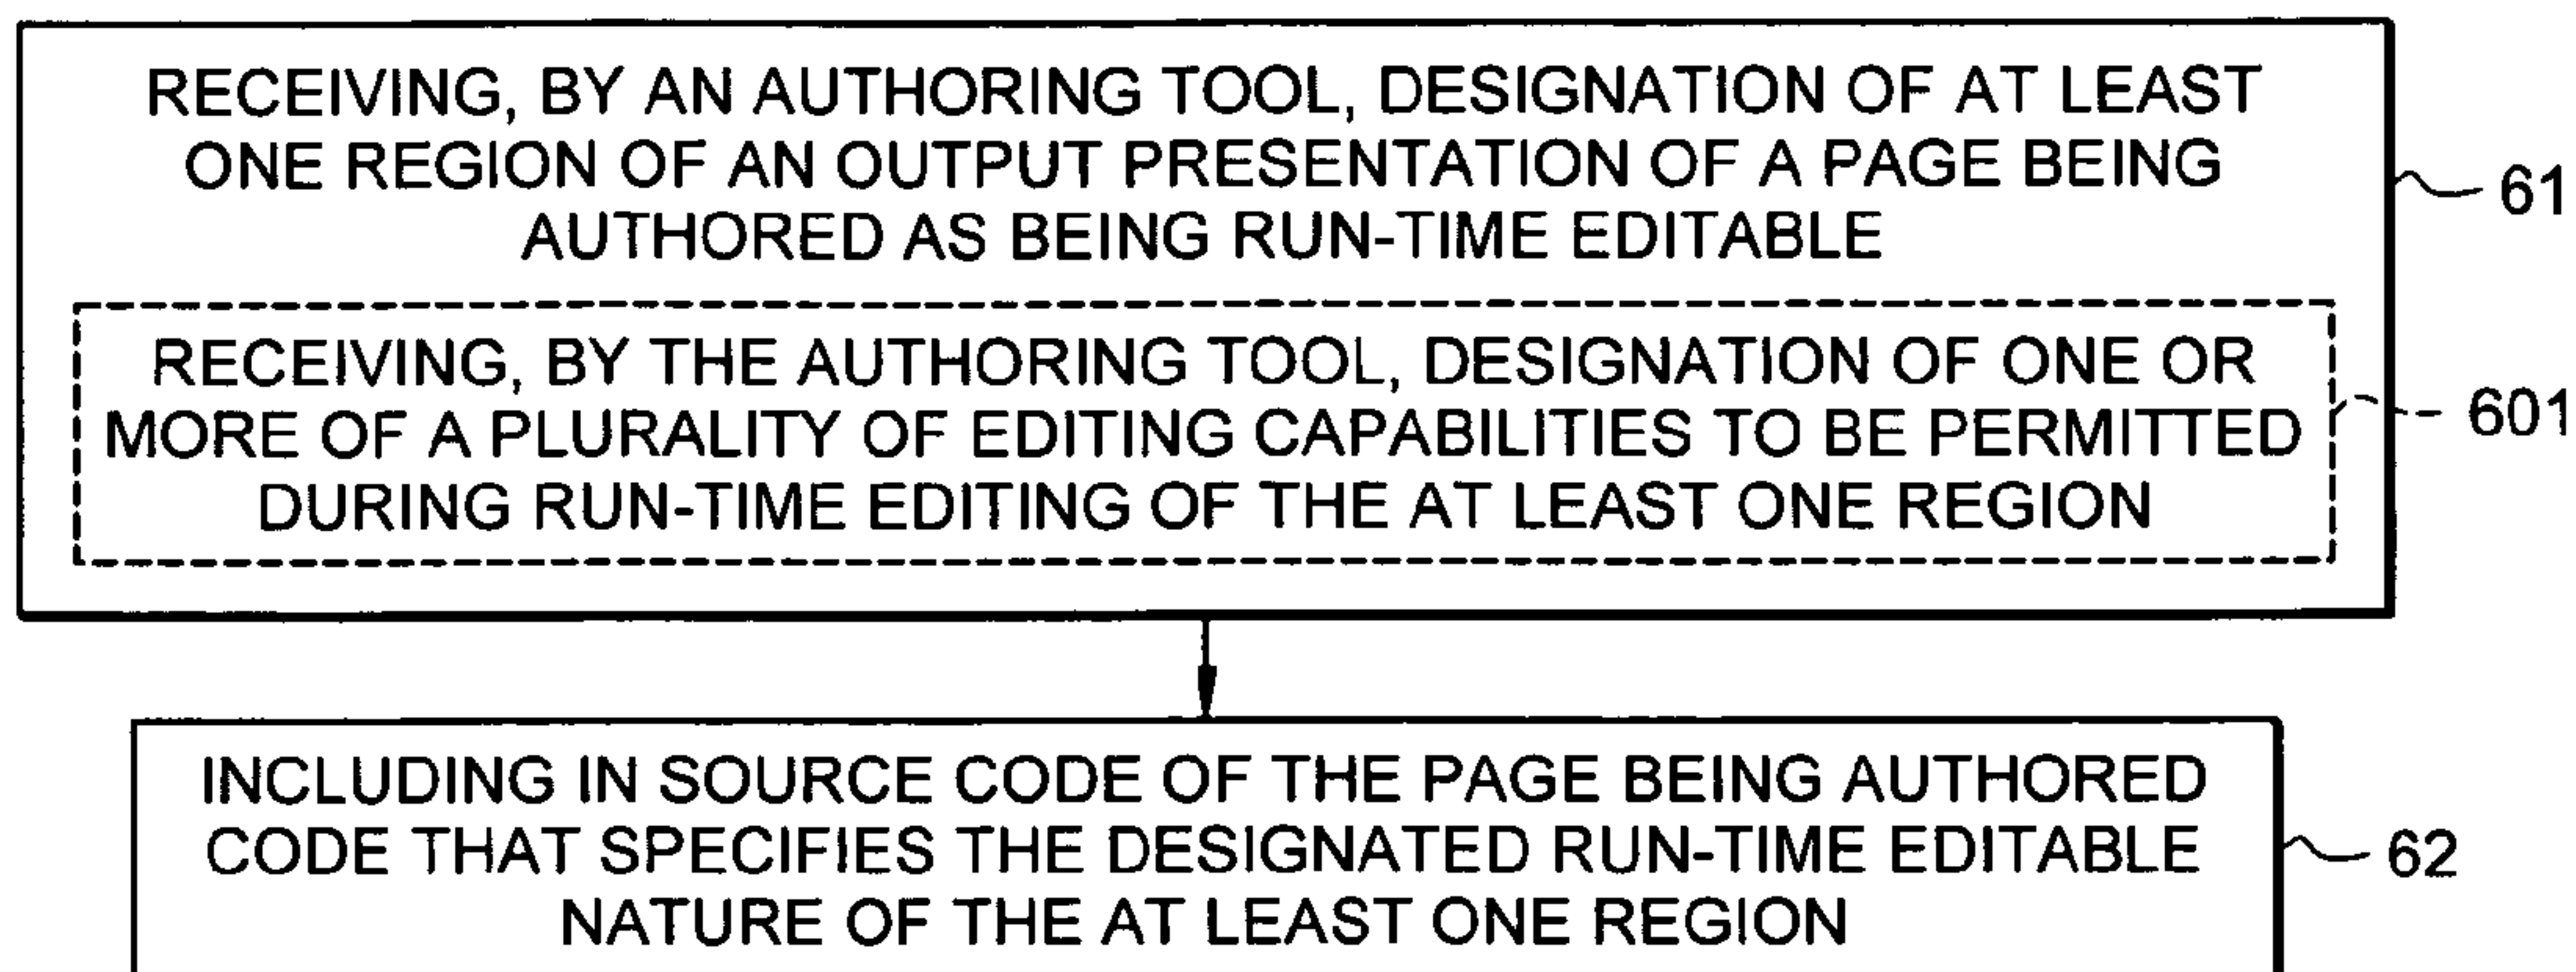 RECEIVING, BY AN AUTHORING TOOL, DESIGNATION OF AT LEAST
ONE REGION OF AN OUTPUT PRESENTATION OF A PAGE BEING
AUTHORED AS BEING RUN-TIME EDITABLE
61
RECEIVING, BY THE AUTHORING TOOL, DESIGNATION OF ONE OR
MORE OF A PLURALITY OF EDITING CAPABILITIES TO BE PERMITTED
DURING RUN-TIME EDITING OF THE AT LEAST ONE REGION
601
INCLUDING IN SOURCE CODE OF THE PAGE BEING AUTHORED
CODE THAT SPECIFIES THE DESIGNATED RUN-TIME EDITABLE
NATURE OF THE AT LEAST ONE REGION
62